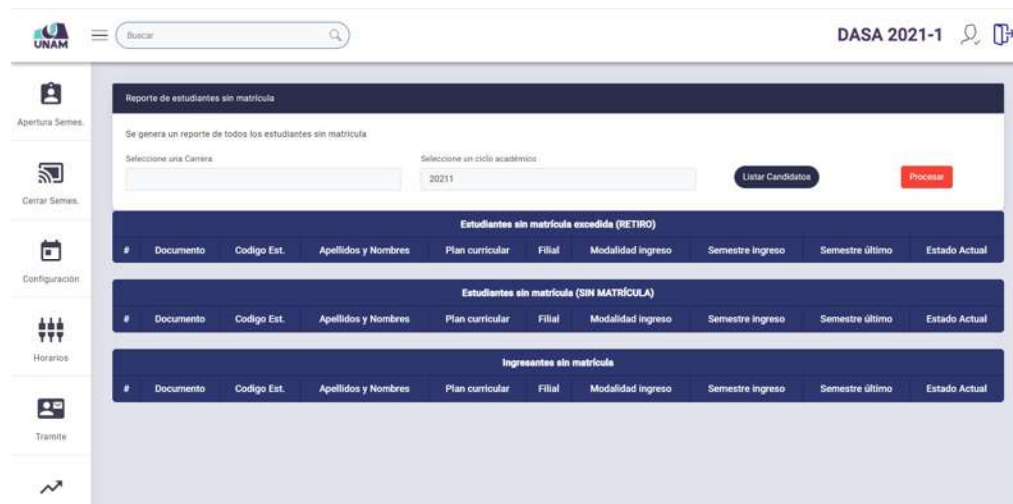 UNAM
Buscar
DASA 2021-1
Apertura Semes.
Cerrar Semes.
Configuración
Horarios
Tramite
Reporte de estudiantes sin matrícula
Se genera un reporte de todos los estudiantes sin matricula
Seleccione una Carrera
Seleccione un ciclo académico
20211
Listar Candidatos
Procesar
Estudiantes sin matrícula excedida (RETIRO)
# Documento Codigo Est. Apellidos y Nombres Plan curricular Filial Modalidad ingreso Semestre ingreso Semestre último Estado Actual
Estudiantes sin matrícula (SIN MATRÍCULA)
# Documento Codigo Est. Apellidos y Nombres Plan curricular Filial Modalidad ingreso Semestre ingreso Semestre último Estado Actual
Ingresantes sin matrícula
# Documento Codigo Est. Apellidos y Nombres Plan curricular Filial Modalidad ingreso Semestre ingreso Semestre último Estado Actual